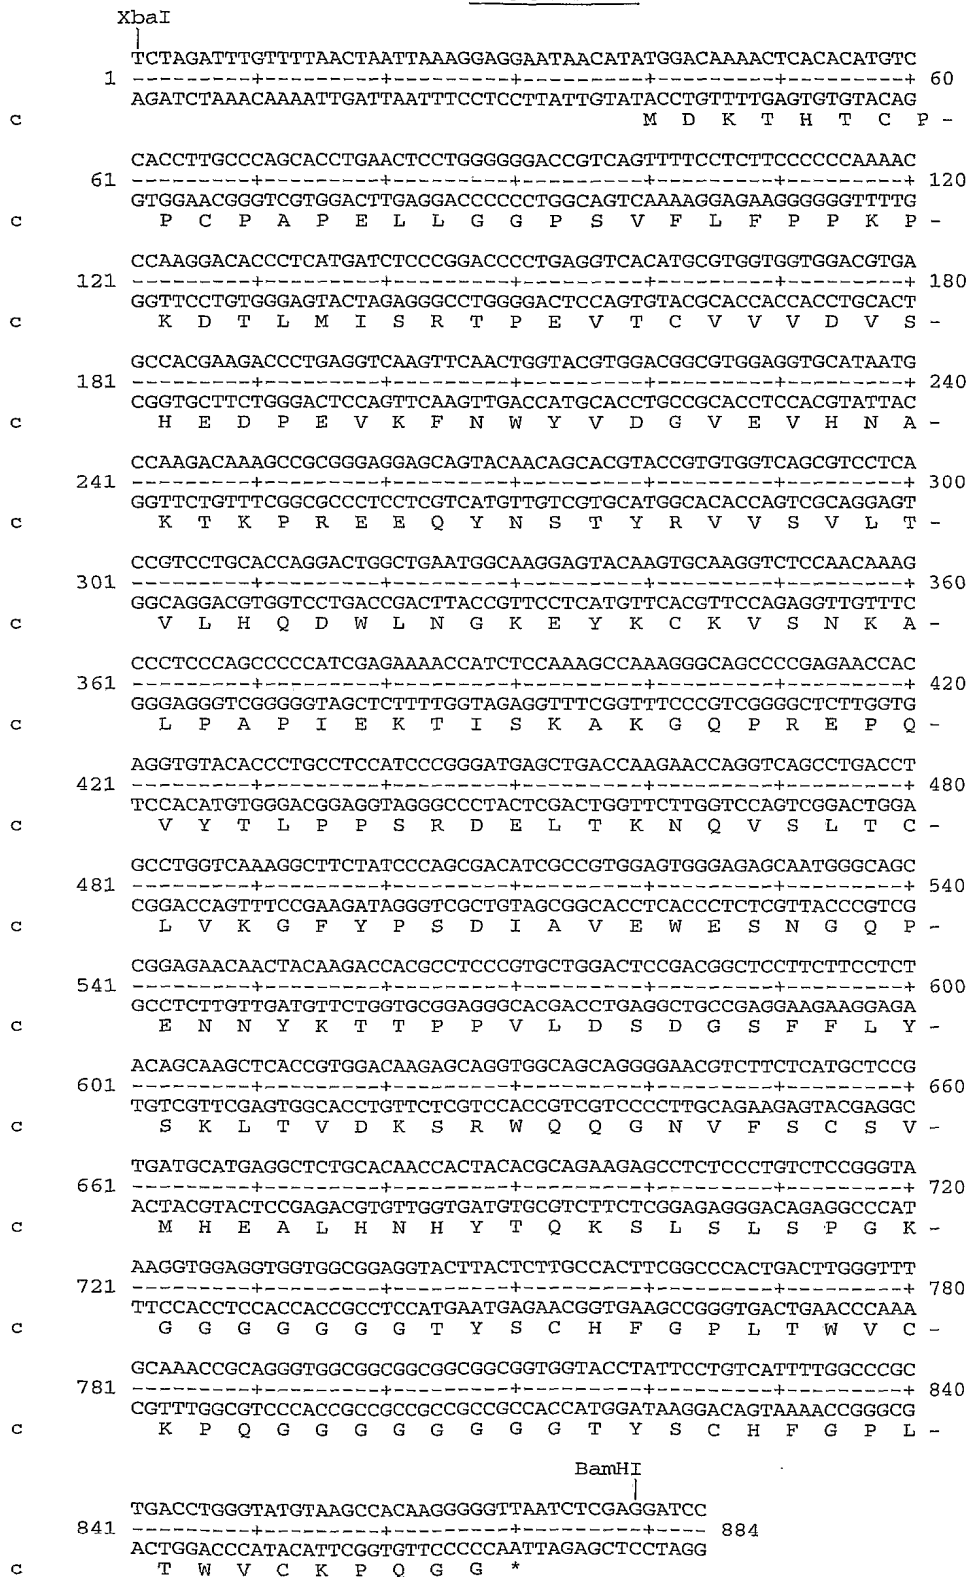 XbaI
|
TCTAGATTTGTTTTAACTAATTAAAGGAGGAATAACATATGGACAAAACTCACACATGTC
1 ---------+---------+---------+---------+---------+---------+ 60
AGATCTAAACAAAATTGATTAATTTCCTCCTTATTGTATACCTGTTTTGAGTGTGTACAG
c M D K T H T C P -
CACCTTGCCCAGCACCTGAACTCCTGGGGGGACCGTCAGTTTTCCTCTTCCCCCCAAAAC
61 ---------+---------+---------+---------+---------+---------+ 120
GTGGAACGGGTCGTGGACTTGAGGACCCCCCTGGCAGTCAAAAGGAGAAGGGGGGTTTTG
c P C P A P E L L G G P S V F L F P P K P -
CCAAGGACACCCTCATGATCTCCCGGACCCCTGAGGTCACATGCGTGGTGGTGGACGTGA
121 ---------+---------+---------+---------+---------+---------+ 180
GGTTCCTGTGGGAGTACTAGAGGGCCTGGGGACTCCAGTGTACGCACCACCACCTGCACT
c K D T L M I S R T P E V T C V V V D V S -
GCCACGAAGACCCTGAGGTCAAGTTCAACTGGTACGTGGACGGCGTGGAGGTGCATAATG
181 ---------+---------+---------+---------+---------+---------+ 240
CGGTGCTTCTGGGACTCCAGTTCAAGTTGACCATGCACCTGCCGCACCTCCACGTATTAC
c H E D P E V K F N W Y V D G V E V H N A -
CCAAGACAAAGCCGCGGGAGGAGCAGTACAACAGCACGTACCGTGTGGTCAGCGTCCTCA
241 ---------+---------+---------+---------+---------+---------+ 300
GGTTCTGTTTCGGCGCCCTCCTCGTCATGTTGTCGTGCATGGCACACCAGTCGCAGGAGT
c K T K P R E E Q Y N S T Y R V V S V L T -
CCGTCCTGCACCAGGACTGGCTGAATGGCAAGGAGTACAAGTGCAAGGTCTCCAACAAAG
301 ---------+---------+---------+---------+---------+---------+ 360
GGCAGGACGTGGTCCTGACCGACTTACCGTTCCTCATGTTCACGTTCCAGAGGTTGTTTC
c V L H Q D W L N G K E Y K C K V S N K A -
CCCTCCCAGCCCCCATCGAGAAAACCATCTCCAAAGCCAAAGGGCAGCCCCGAGAACCAC
361 ---------+---------+---------+---------+---------+---------+ 420
GGGAGGGTCGGGGGTAGCTCTTTTGGTAGAGGTTTCGGTTTCCCGTCGGGGCTCTTGGTG
c L P A P I E K T I S K A K G Q P R E P Q -
AGGTGTACACCCTGCCTCCATCCCGGGATGAGCTGACCAAGAACCAGGTCAGCCTGACCT
421 ---------+---------+---------+---------+---------+---------+ 480
TCCACATGTGGGACGGAGGTAGGGCCCTACTCGACTGGTTCTTGGTCCAGTCGGACTGGA
c V Y T L P P S R D E L T K N Q V S L T C -
GCCTGGTCAAAGGCTTCTATCCCAGCGACATCGCCGTGGAGTGGGAGAGCAATGGGCAGC
481 ---------+---------+---------+---------+---------+---------+ 540
CGGACCAGTTTCCGAAGATAGGGTCGCTGTAGCGGCACCTCACCCTCTCGTTACCCGTCG
c L V K G F Y P S D I A V E W E S N G Q P -
CGGAGAACAACTACAAGACCACGCCTCCCGTGCTGGACTCCGACGGCTCCTTCTTCCTCT
541 ---------+---------+---------+---------+---------+---------+ 600
GCCTCTTGTTGATGTTCTGGTGCGGAGGGCACGACCTGAGGCTGCCGAGGAAGAAGGAGA
c E N N Y K T T P P V L D S D G S F F L Y -
ACAGCAAGCTCACCGTGGACAAGAGCAGGTGGCAGCAGGGGAACGTCTTCTCATGCTCCG
601 ---------+---------+---------+---------+---------+---------+ 660
TGTCGTTCGAGTGGCACCTGTTCTCGTCCACCGTCGTCCCCTTGCAGAAGAGTACGAGGC
c S K L T V D K S R W Q Q G N V F S C S V -
TGATGCATGAGGCTCTGCACAACCACTACACGCAGAAGAGCCTCTCCCTGTCTCCGGGTA
661 ---------+---------+---------+---------+---------+---------+ 720
ACTACGTACTCCGAGACGTGTTGGTGATGTGCGTCTTCTCGGAGAGGGACAGAGGCCCAT
c M H E A L H N H Y T Q K S L S L S P G K -
AAGGTGGAGGTGGTGGCGGAGGTACTTACTCTTGCCACTTCGGCCCACTGACTTGGGTTT
721 ---------+---------+---------+---------+---------+---------+ 780
TTCCACCTCCACCACCGCCTCCATGAATGAGAACGGTGAAGCCGGGTGACTGAACCCAAA
c G G G G G G G T Y S C H F G P L T W V C -
GCAAACCGCAGGGTGGCGGCGGCGGCGGCGGTGGTACCTATTCCTGTCATTTTGGCCCGC
781 ---------+---------+---------+---------+---------+---------+ 840
CGTTTGGCGTCCCACCGCCGCCGCCGCCGCCACCATGGATAAGGACAGTAAAACCGGGCG
c K P Q G G G G G G G G T Y S C H F G P L -
BamHI
|
TGACCTGGGTATGTAAGCCACAAGGGGGTTAATCTCGAGGATCC
841 ---------+---------+---------+---------+---- 884
ACTGGACCCATACATTCGGTGTTCCCCCAATTAGAGCTCCTAGG
c T W V C K P Q G G *